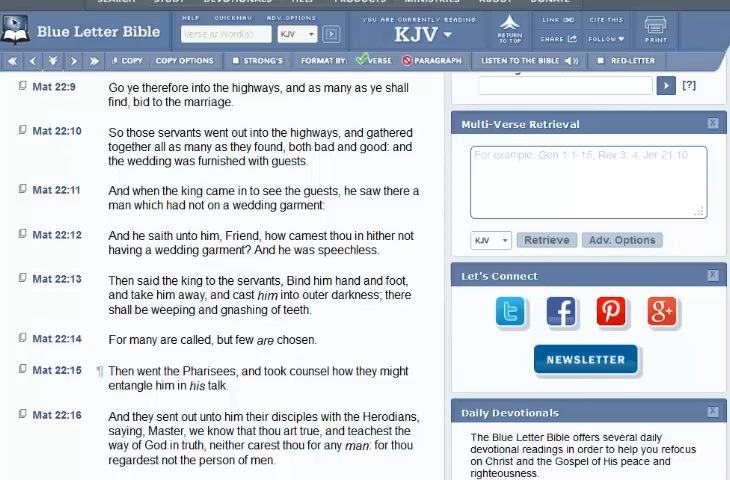 SEARCH STUDY DEVOTIONALS HELP PRODUCTS MINISTRIES ABOUT DONATE
Blue Letter Bible
HELP QUICKNAV ADV. OPTIONS
Verse or Word(s) KJV
YOU ARE CURRENTLY READING
KJV
RETURN
TO TOP
LINK CITE THIS
SHARE FOLLOW
PRINT
COPY COPY OPTIONS STRONG'S FORMAT BY: VERSE PARAGRAPH LISTEN TO THE BIBLE RED-LETTER
Mat 22:9 Go ye therefore into the highways, and as many as ye shall
find, bid to the marriage.
Mat 22:10 So those servants went out into the highways, and gathered
together all as many as they found, both bad and good: and
the wedding was furnished with guests.
Mat 22:11 And when the king came in to see the guests, he saw there a
man which had not on a wedding garment:
Mat 22:12 And he saith unto him, Friend, how camest thou in hither not
having a wedding garment? And he was speechless.
Mat 22:13 Then said the king to the servants, Bind him hand and foot,
and take him away, and cast him into outer darkness; there
shall be weeping and gnashing of teeth.
Mat 22:14 For many are called, but few are chosen.
Mat 22:15 ¶ Then went the Pharisees, and took counsel how they might
entangle him in his talk.
Mat 22:16 And they sent out unto him their disciples with the Herodians,
saying, Master, we know that thou art true, and teachest the
way of God in truth, neither carest thou for any man: for thou
regardest not the person of men.
[?]
Multi-Verse Retrieval X
For example, Gen 1:1-15, Rev 3; 4, Jer 21:10
KJV Retrieve Adv. Options
Let's Connect X
NEWSLETTER
Daily Devotionals X
The Blue Letter Bible offers several daily
devotional readings in order to help you refocus
on Christ and the Gospel of His peace and
righteousness.